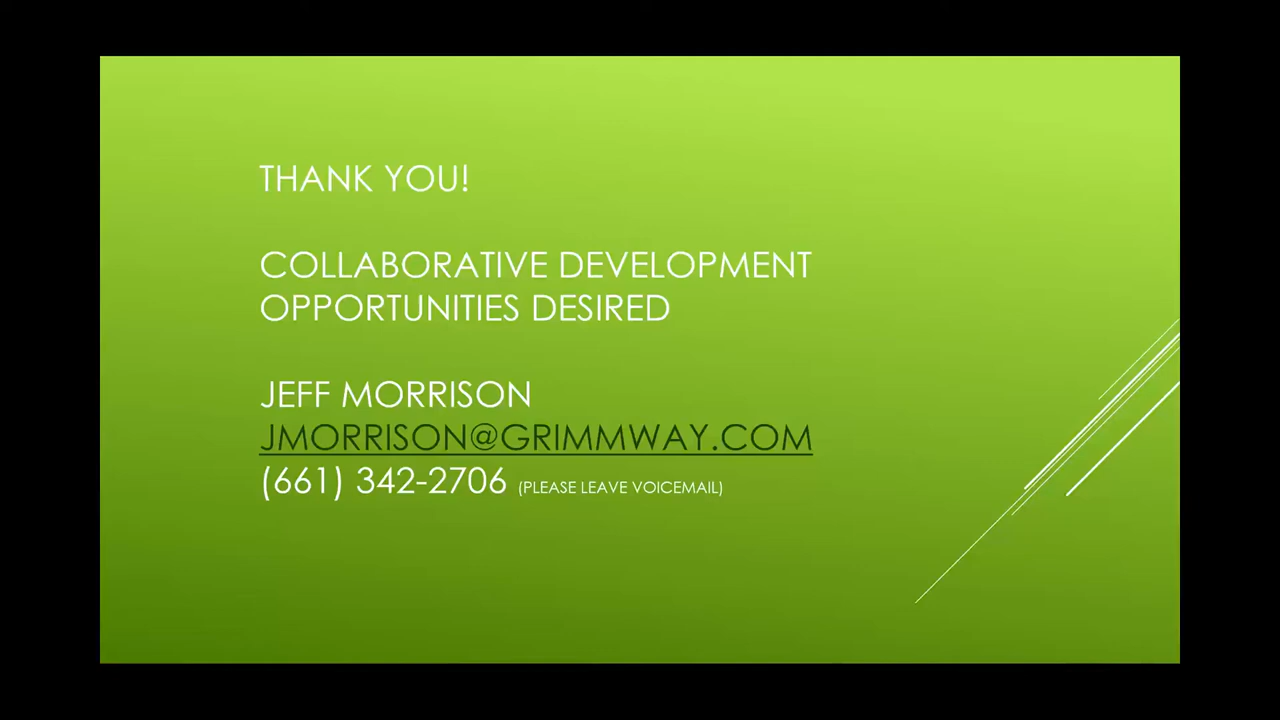 THANK YOU!
COLLABORATIVE DEVELOPMENT
OPPORTUNITIES DESIRED
JEFF MORRISON
JMORRISON@GRIMMWAY.COM
(661) 342-2706 (PLEASE LEAVE VOICEMAIL)